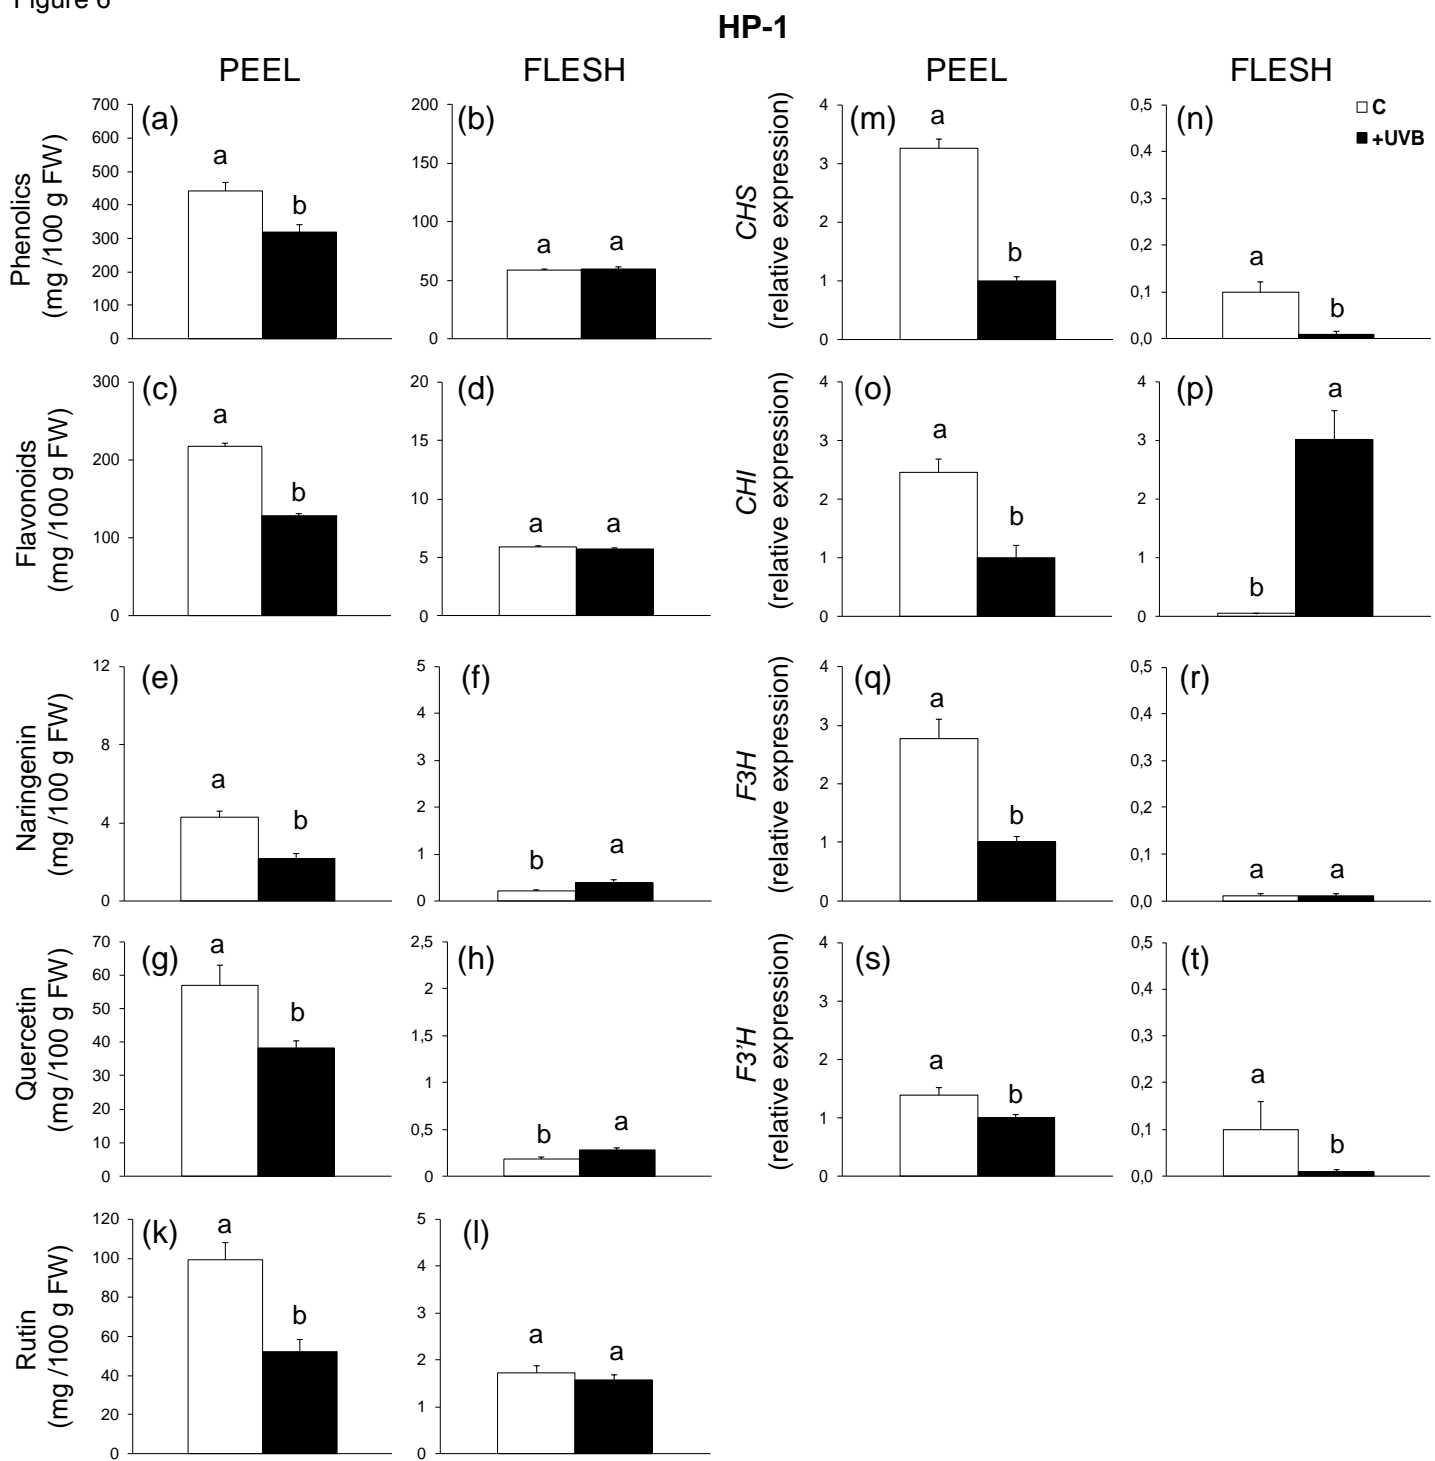 Figure 6
HP-1
PEEL FLESH PEEL FLESH
Phenolics
(mg /100 g FW)
700
600
500
400
300
200
100
0
(a)
a
b
200
150
100
50
0
(b)
a a
CHS
(relative expression)
4
3
2
1
0
(m)
a
b
0,5
0,4
0,3
0,2
0,1
0,0
(n)
a
b
C
+UVB
Flavonoids
(mg /100 g FW)
300
200
100
0
(c)
a
b
20
15
10
5
0
(d)
a a
CHI
(relative expression)
4
3
2
1
0
(o)
a
b
4
3
2
1
0
(p)
b
a
Naringenin
(mg /100 g FW)
12
8
4
0
(e)
a
b
5
4
3
2
1
0
(f)
b
a
F3H
(relative expression)
4
3
2
1
0
(q)
a
b
0,5
0,4
0,3
0,2
0,1
0,0
(r)
a a
Quercetin
(mg /100 g FW)
70
60
50
40
30
20
10
0
(g)
a
b
2,5
2
1,5
1
0,5
0
(h)
b
a
F3’H
(relative expression)
4
3
2
1
0
(s)
a
b
0,5
0,4
0,3
0,2
0,1
0,0
(t)
a
b
Rutin
(mg /100 g FW)
120
100
80
60
40
20
0
(k)
a
b
5
4
3
2
1
0
(l)
a
a